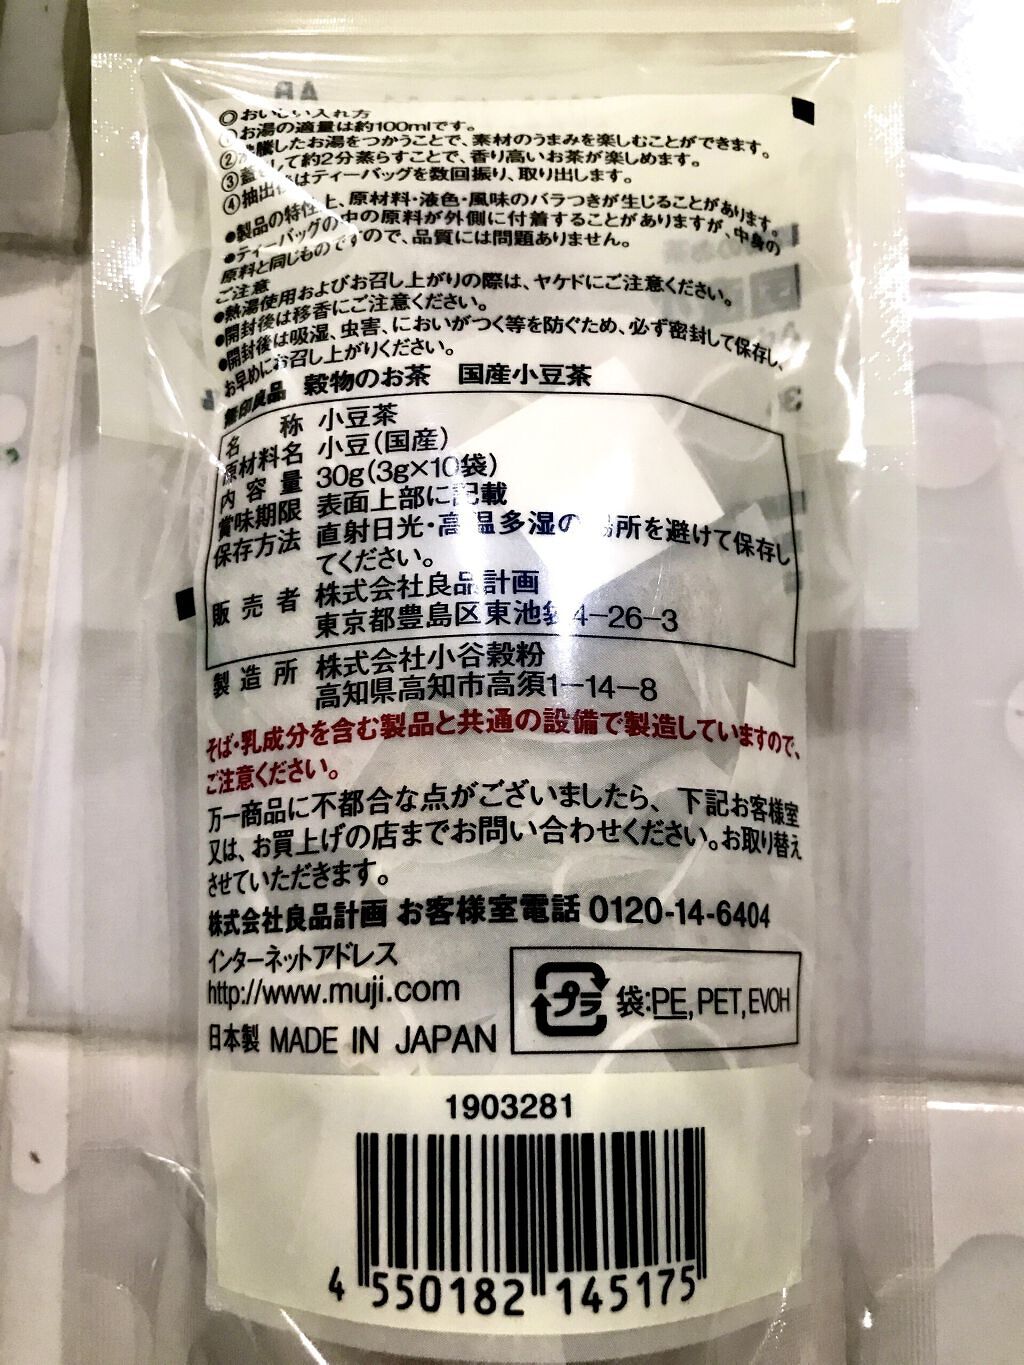 ◎おいしい入れ方
お湯の適量は約100mlです。
②沸騰したお湯をつかうことで、素材のうまみを楽しむことができます。
③蓋をして約2分蒸らすことで、香り高いお茶が楽しめます。
④抽出後はティーバッグを数回振り、取り出します。
●製品の特性上、原材料・液色・風味のバラつきが生じることがあります。
●ティーバッグの中の原料が外側に付着することがありますが、中身の
原料と同じものですので、品質には問題ありません。
ご注意
●熱湯使用およびお召し上がりの際は、ヤケドにご注意ください。
●開封後は移香にご注意ください。
●開封後は吸湿、虫害、においがつく等を防ぐため、必ず密封して保存し、
お早めにお召し上がりください。
無印良品 穀物のお茶 国産小豆茶
名称 小豆茶
原材料名 小豆(国産)
内容量 30g(3g×10袋)
賞味期限 表面上部に記載
保存方法 直射日光・高温多湿の場所を避けて保存し
てください。
販売者 株式会社良品計画
東京都豊島区東池袋4-26-3
製造所 株式会社小谷穀粉
高知県高知市高須1-14-8
そば・乳成分を含む製品と共通の設備で製造していますので、
ご注意ください。
万一商品に不都合な点がございましたら、下記お客様室
又は、お買上げの店までお問い合わせください。お取り替え
させていただきます。
株式会社良品計画 お客様室電話 0120-14-6404
インターネットアドレス
http://www.muji.com
プラ 袋:PE,PET,EVOH
日本製 MADE IN JAPAN
1903281
4 550182 145175